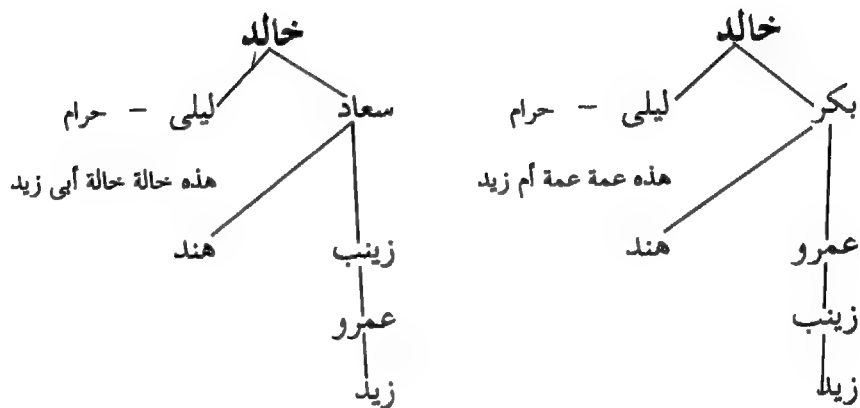 خالد
بكر ليلى – حرام
هذه عمة عمة أم زيد
عمرو هند
زينب
زيد
خالد
سعاد ليلى – حرام
هذه خالة خالة أبى زيد
زينب هند
عمرو
زيد